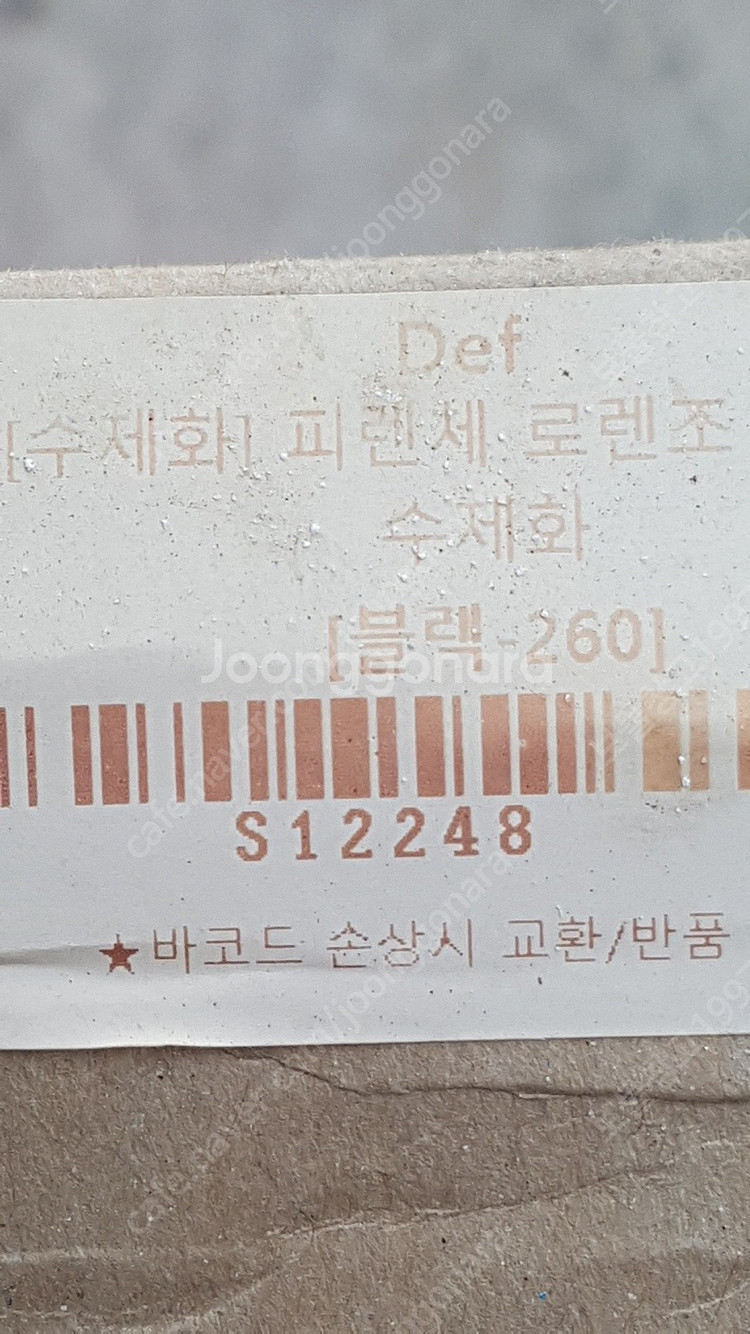 Def
[수제화] 피렌체 로렌조
수제화
[블랙-260]
Joonggonara
S12248
★바코드 손상시 교환/반품